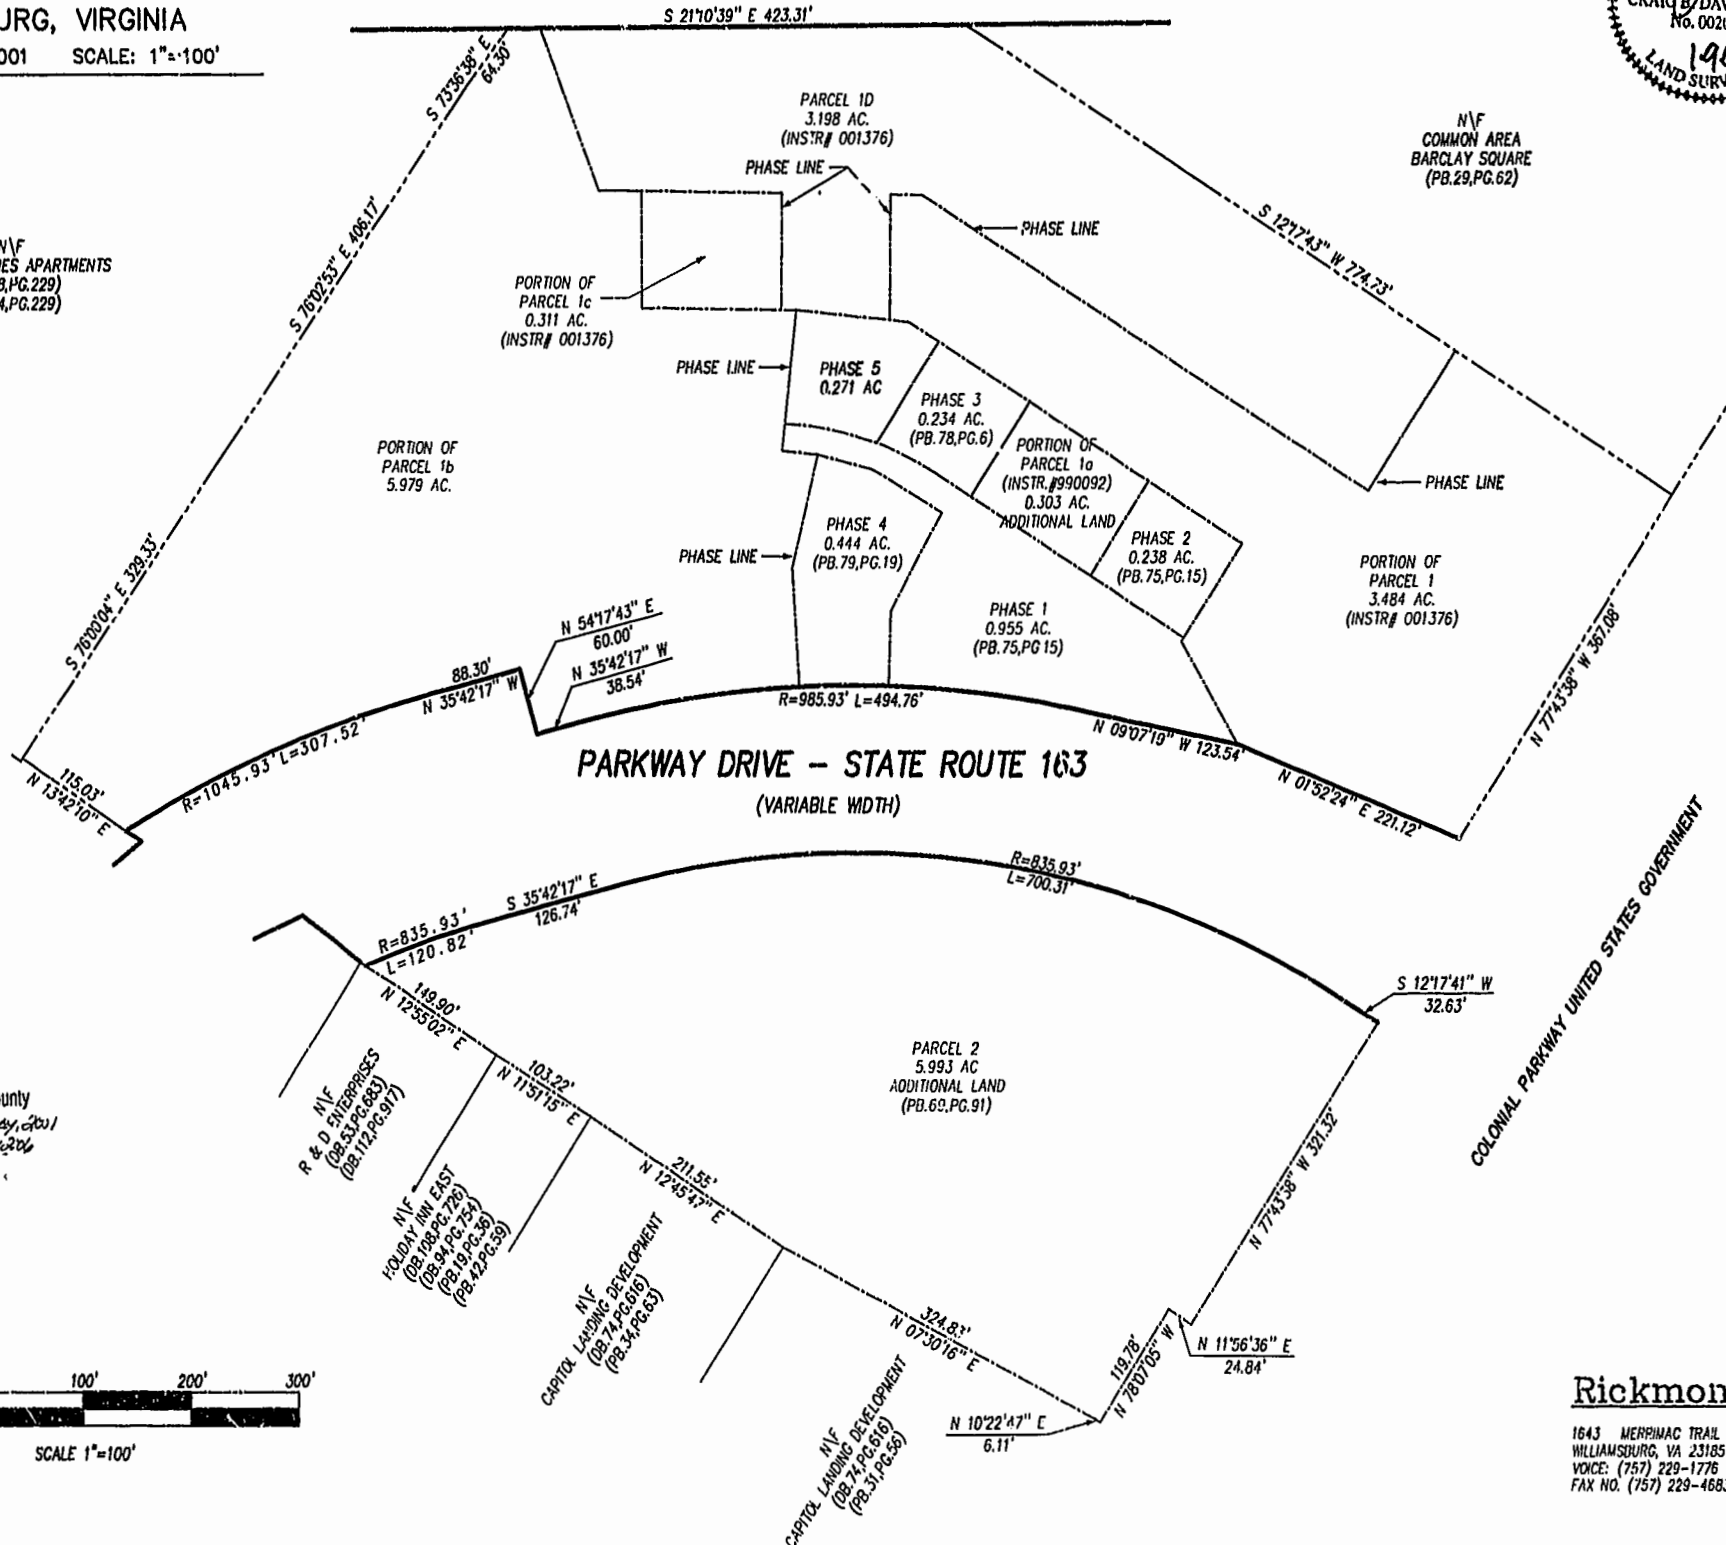 URG, VIRGINIA
001 SCALE: 1"=100'
S 21°10'39" E 423.31'
No. 002
LAND SURV
S 73°36'38" E
64.30'
PARCEL 1D
3.198 AC.
(INSTR# 001376)
PHASE LINE
N\F
COMMON AREA
BARCLAY SQUARE
(PB.29,PG.62)
S 76°02'53" E 406.17'
PHASE LINE
S 12°17'43" W 774.73'
N\F
DES APARTMENTS
,PG.229)
,PG.229)
PORTION OF
PARCEL 1c
0.311 AC.
(INSTR# 001376)
PHASE LINE
PHASE 5
0.271 AC
PHASE 3
0.234 AC.
(PB.78,PG.6)
PORTION OF
PARCEL 1b
5.979 AC.
PORTION OF
PARCEL 1a
(INSTR.#990092)
0.303 AC.
ADDITIONAL LAND
PHASE LINE
PHASE 4
0.444 AC.
(PB.79,PG.19)
PHASE LINE
PHASE 2
0.238 AC.
(PB.75,PG.15)
PORTION OF
PARCEL 1
3.484 AC.
(INSTR# 001376)
S 76°00'04" E 329.33'
PHASE 1
0.955 AC.
(PB.75,PG 15)
N 54°17'43" E
60.00'
N 35°42'17" W
38.54'
88.30'
N 35°42'17" W
R=985.93' L=494.76'
N 77°43'38" W 367.08'
N 09°07'19" W 123.54'
R=1045.93' L=307.52'
PARKWAY DRIVE – STATE ROUTE 163
(VARIABLE WIDTH)
N 01°52'24" E 221.12'
115.03'
N 13°42'10" E
R=835.93'
L=700.31'
S 35°42'17" E
126.74'
R=835.93'
L=120.82'
COLONIAL PARKWAY UNITED STATES GOVERNMENT
S 12°17'41" W
32.63'
149.90'
N 12°55'02" E
PARCEL 2
5.993 AC
ADDITIONAL LAND
(PB.69,PG.91)
103.22'
N 11°51'15" E
N\F
R & D ENTERPRISES
(DB.53,PG.683)
(DB.112,PG.917)
ounty
N 77°43'38" W 321.32'
211.55'
N 12°45'47" E
N\F
HOLIDAY INN EAST
(DB.108,PG.726)
(DB.94,PG.754)
(PB.19,PG.36)
(PB.42,PG.59)
N\F
CAPITOL LANDING DEVELOPMENT
(DB.74,PG.616)
(PB.34,PG.63)
324.83'
N 07°30'16" E
119.78'
N 78°07'05" W
N 11°56'36" E
24.84'
N\F
CAPITOL LANDING DEVELOPMENT
(DB.74,PG.616)
(PB.31,PG.56)
N 10°22'47" E
6.11'
100' 200' 300'
SCALE 1"=100'
Rickmon
1643 MERRIMAC TRAIL
WILLIAMSBURG, VA 23185
VOICE: (757) 229-1776
FAX NO. (757) 229-4683